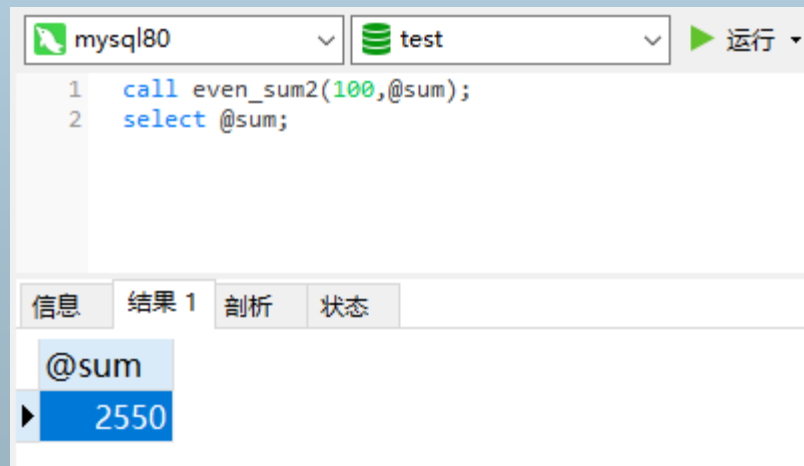 mysql80 test 运行
1 call even_sum2(100,@sum);
2 select @sum;
信息 结果 1 剖析 状态
@sum
2550